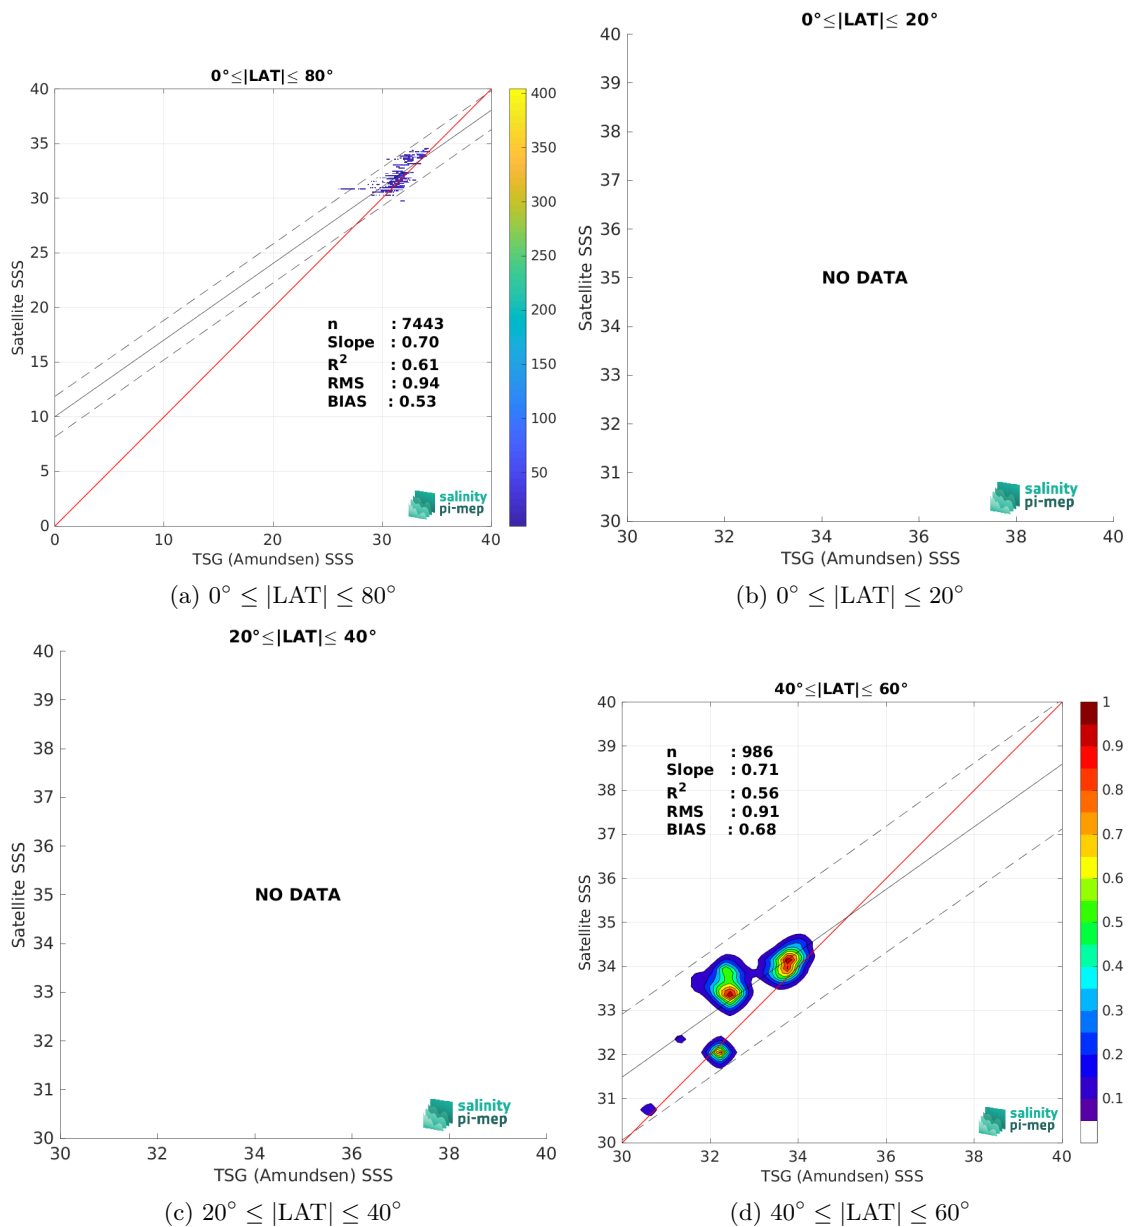 0°≤|LAT|≤ 80°
40
35
30
25
20
15
10
5
0
Satellite SSS
0
10
20
30
40
TSG (Amundsen) SSS
n : 7443
Slope : 0.70
R² : 0.61
RMS : 0.94
BIAS : 0.53
salinity
pi-mep
400
350
300
250
200
150
100
50
(a) 0° ≤ |LAT| ≤ 80°
0°≤|LAT|≤ 20°
40
39
38
37
36
35
34
33
32
31
30
Satellite SSS
NO DATA
salinity
pi-mep
30
32
34
36
38
40
TSG (Amundsen) SSS
(b) 0° ≤ |LAT| ≤ 20°
20°≤|LAT|≤ 40°
40
39
38
37
36
35
34
33
32
31
30
Satellite SSS
NO DATA
salinity
pi-mep
30
32
34
36
38
40
TSG (Amundsen) SSS
(c) 20° ≤ |LAT| ≤ 40°
40°≤|LAT|≤ 60°
40
39
38
37
36
35
34
33
32
31
30
Satellite SSS
n : 986
Slope : 0.71
R² : 0.56
RMS : 0.91
BIAS : 0.68
salinity
pi-mep
30
32
34
36
38
40
TSG (Amundsen) SSS
1
0.9
0.8
0.7
0.6
0.5
0.4
0.3
0.2
0.1
(d) 40° ≤ |LAT| ≤ 60°